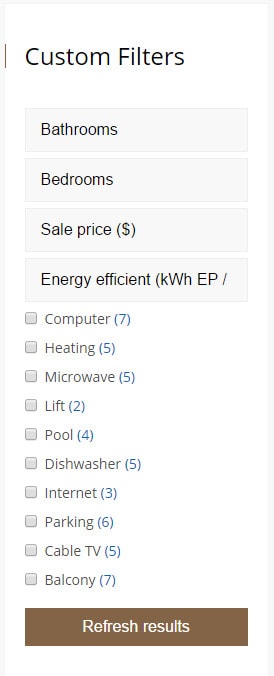 Custom Filters
Bathrooms
Bedrooms
Sale price ($)
Energy efficient (kWh EP /
Computer (7)
Heating (5)
Microwave (5)
Lift (2)
Pool (4)
Dishwasher (5)
Internet (3)
Parking (6)
Cable TV (5)
Balcony (7)
Refresh results